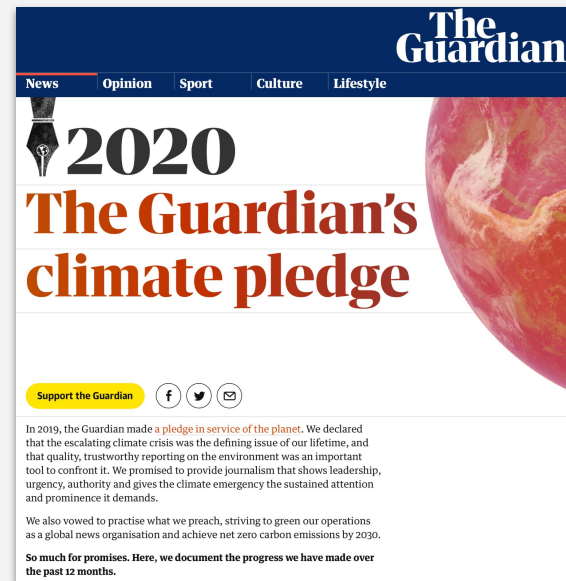 The
Guardian
News Opinion Sport Culture Lifestyle
2020
The Guardian's
climate pledge
Support the Guardian
In 2019, the Guardian made a pledge in service of the planet. We declared
that the escalating climate crisis was the defining issue of our lifetime, and
that quality, trustworthy reporting on the environment was an important
tool to confront it. We promised to provide journalism that shows leadership,
urgency, authority and gives the climate emergency the sustained attention
and prominence it demands.
We also vowed to practise what we preach, striving to green our operations
as a global news organisation and achieve net zero carbon emissions by 2030.
So much for promises. Here, we document the progress we have made over
the past 12 months.